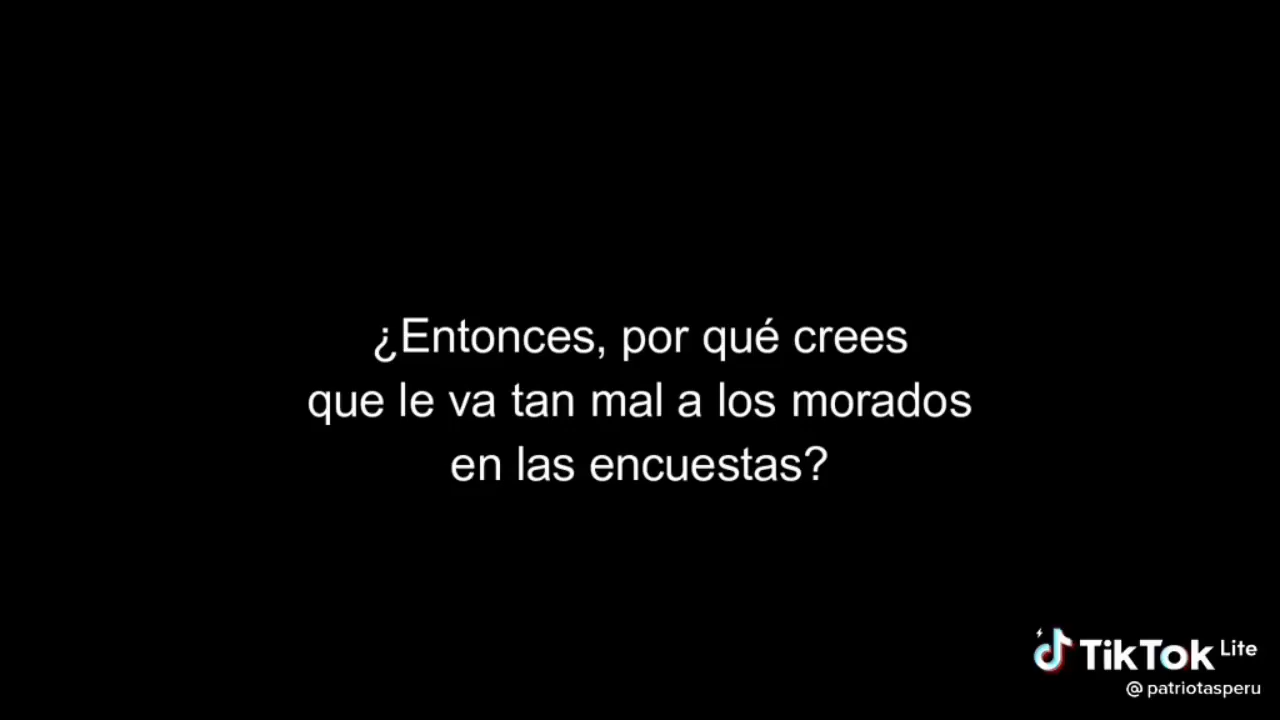 ¿Entonces, por qué crees
que le va tan mal a los morados
en las encuestas?
TikTok Lite
@patriotasperu